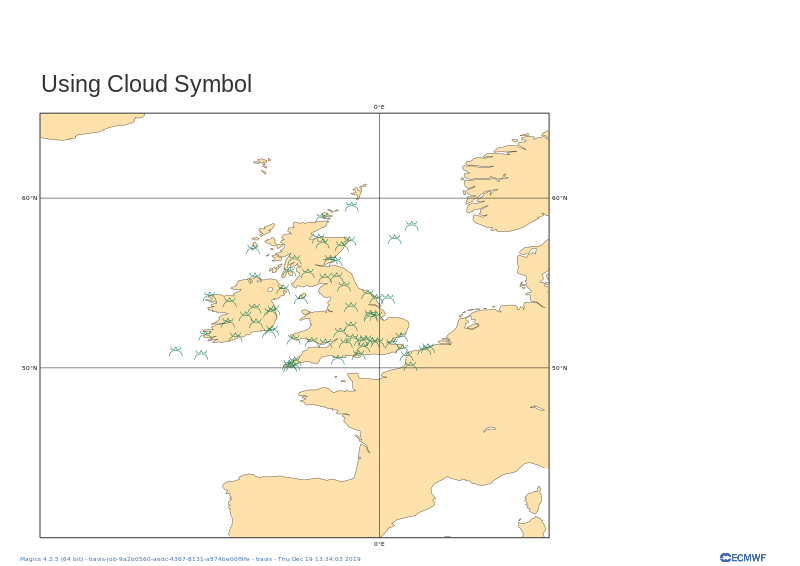 Using Cloud Symbol
0°E
60°N 60°N
50°N 50°N
0°E
Magics 4.2.5 (64 bit) - travis-job-9a2b0560-aedc-4367-8131-a874be00f9fe - travis - Thu Dec 19 13:34:03 2019
ECMWF